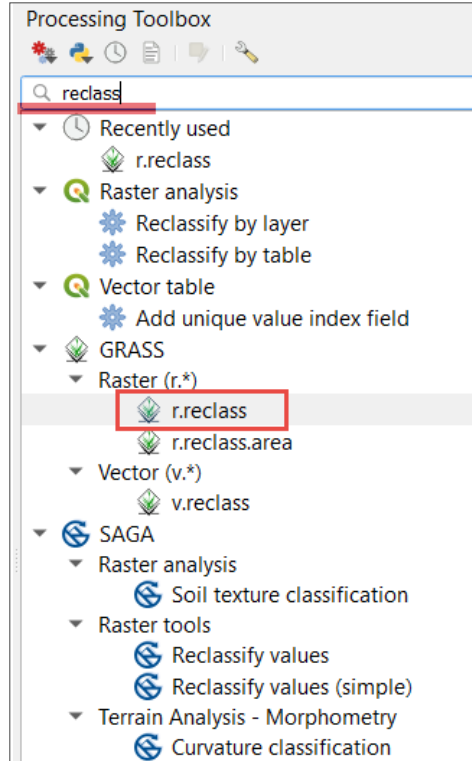 Processing Toolbox
reclass
Recently used
r.reclass
Raster analysis
Reclassify by layer
Reclassify by table
Vector table
Add unique value index field
GRASS
Raster (r.*)
r.reclass
r.reclass.area
Vector (v.*)
v.reclass
SAGA
Raster analysis
Soil texture classification
Raster tools
Reclassify values
Reclassify values (simple)
Terrain Analysis - Morphometry
Curvature classification